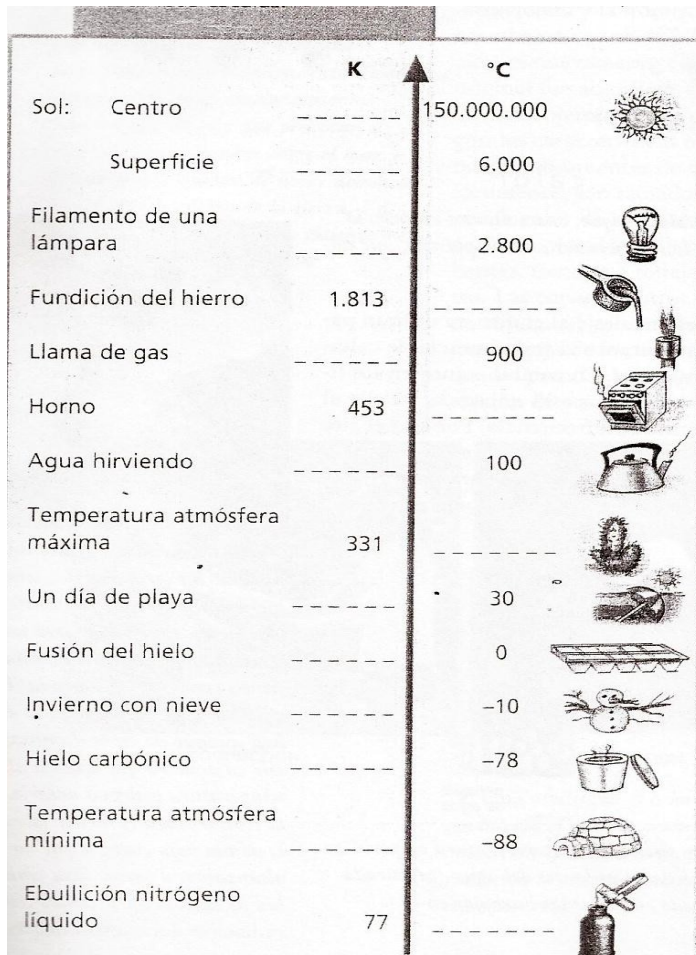 K °C
Sol: Centro _ _ _ _ _ _ 150.000.000
Superficie _ _ _ _ _ _ 6.000
Filamento de una
lámpara _ _ _ _ _ _ 2.800
Fundición del hierro 1.813 _ _ _ _ _ _ _
Llama de gas _ _ _ _ _ _ 900
Horno 453 _ _ _ _ _ _ _
Agua hirviendo _ _ _ _ _ _ 100
Temperatura atmósfera
máxima 331 _ _ _ _ _ _ _
Un día de playa _ _ _ _ _ _ 30
Fusión del hielo _ _ _ _ _ _ 0
Invierno con nieve _ _ _ _ _ _ –10
Hielo carbónico _ _ _ _ _ _ –78
Temperatura atmósfera
mínima _ _ _ _ _ _ –88
Ebullición nitrógeno
líquido 77 _ _ _ _ _ _ _